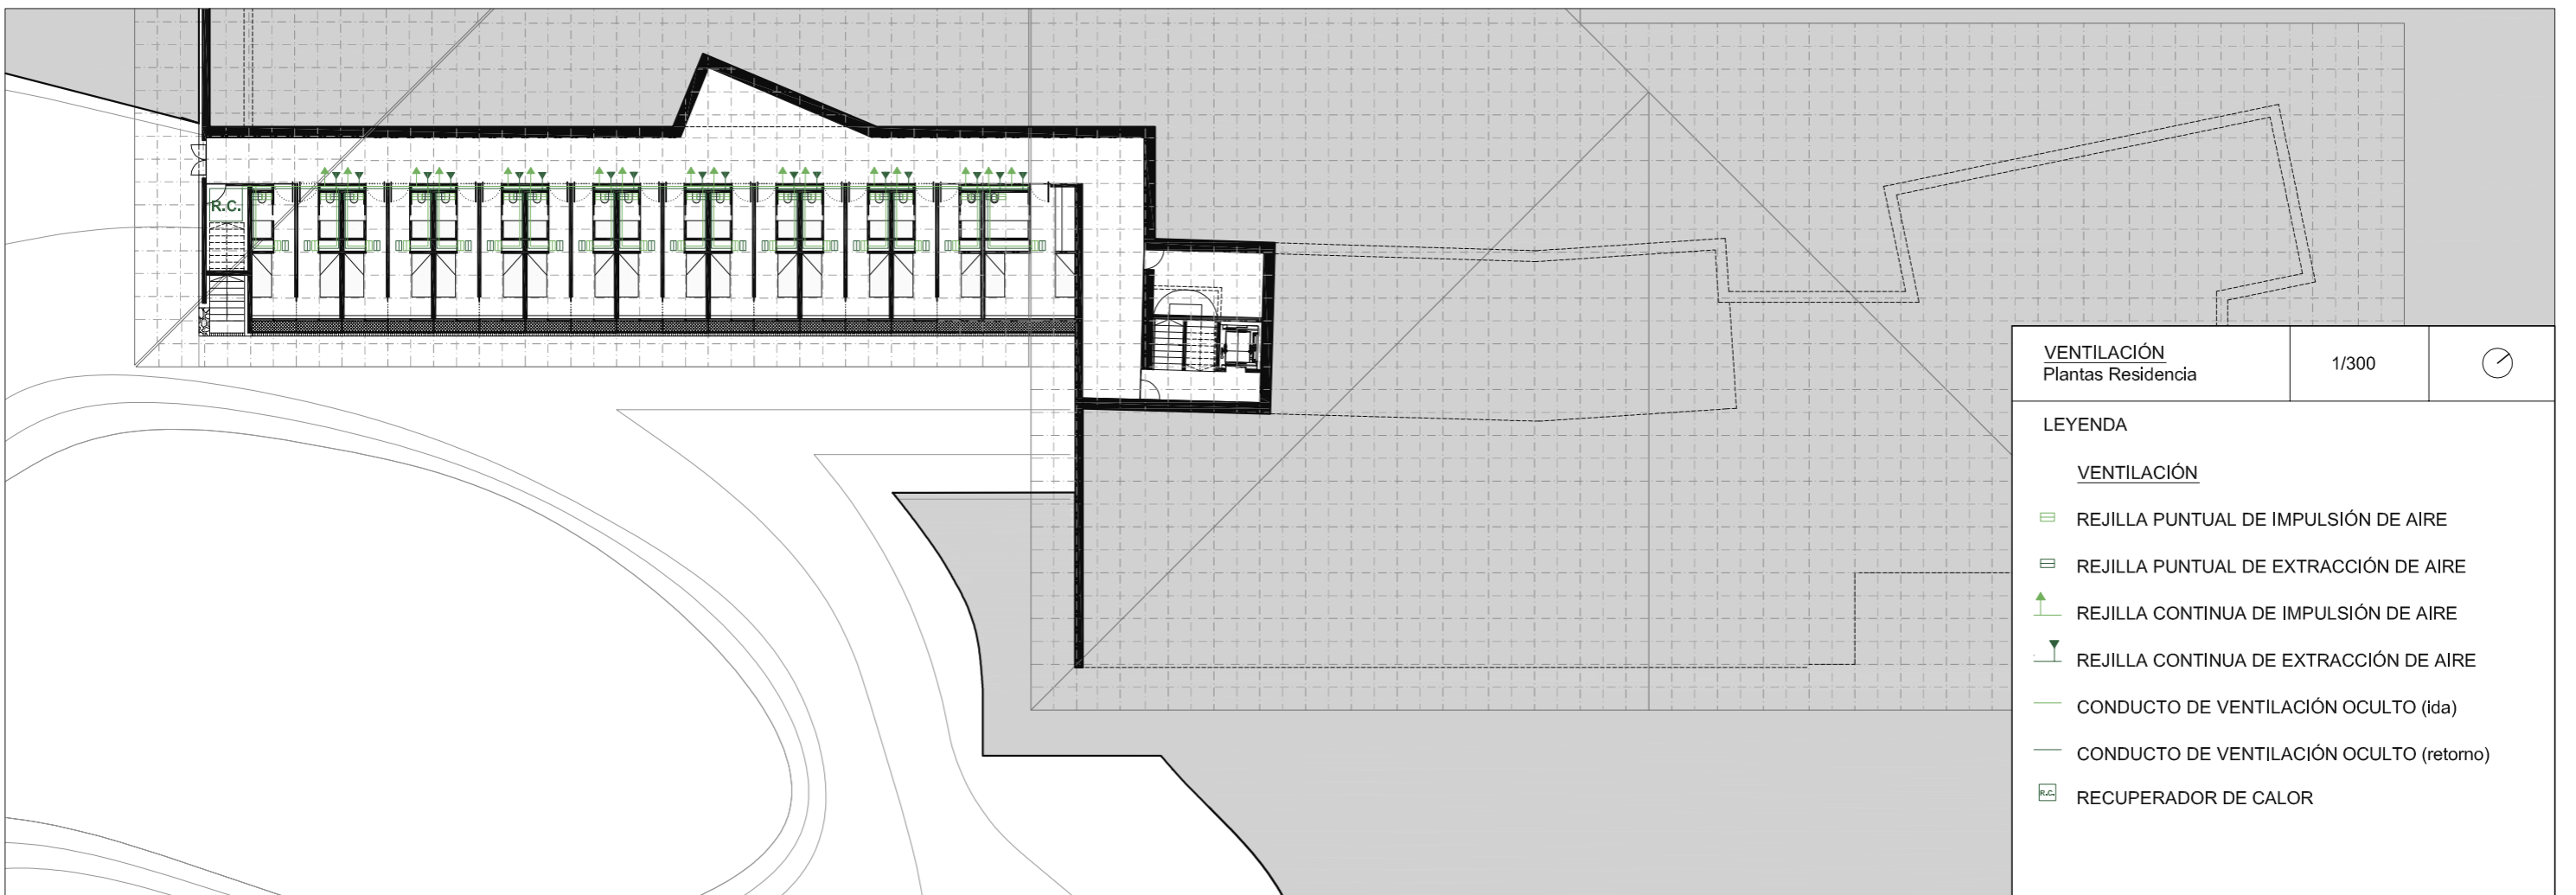 R.C.
VENTILACIÓN
Plantas Residencia
1/300
LEYENDA
VENTILACIÓN
REJILLA PUNTUAL DE IMPULSIÓN DE AIRE
REJILLA PUNTUAL DE EXTRACCIÓN DE AIRE
REJILLA CONTINUA DE IMPULSIÓN DE AIRE
REJILLA CONTINUA DE EXTRACCIÓN DE AIRE
CONDUCTO DE VENTILACIÓN OCULTO (ida)
CONDUCTO DE VENTILACIÓN OCULTO (retorno)
R.C. RECUPERADOR DE CALOR